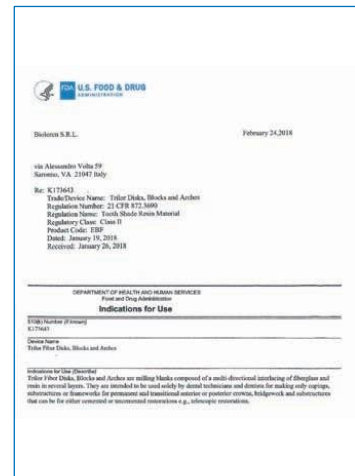 FDA U.S. FOOD & DRUG
ADMINISTRATION
Bioloren S.R.L.
February 24, 2018
via Alessandro Volta 59
Saronno, VA 21047 Italy
Re: K173643
Trade/Device Name: Trilor Disks, Blocks and Arches
Regulation Number: 21 CFR 872.3690
Regulation Name: Tooth Shade Resin Material
Regulatory Class: Class II
Product Code: EBF
Dated: January 19, 2018
Received: January 26, 2018
DEPARTMENT OF HEALTH AND HUMAN SERVICES
Food and Drug Administration
Indications for Use
510(k) Number (if known)
K173643
Device Name
Trilor Fiber Disks, Blocks and Arches
Indications for Use (Describe)
Trilor Fiber Disks, Blocks and Arches are milling blanks composed of a multi-directional interlacing of fiberglass and
resin in several layers. They are intended to be used solely by dental technicians and dentists for making only copings,
substructures or frameworks for permanent and transitional anterior or posterior crowns, bridgework and substructures
that can be for either cemented or uncemented restorations e.g., telescopic restorations.